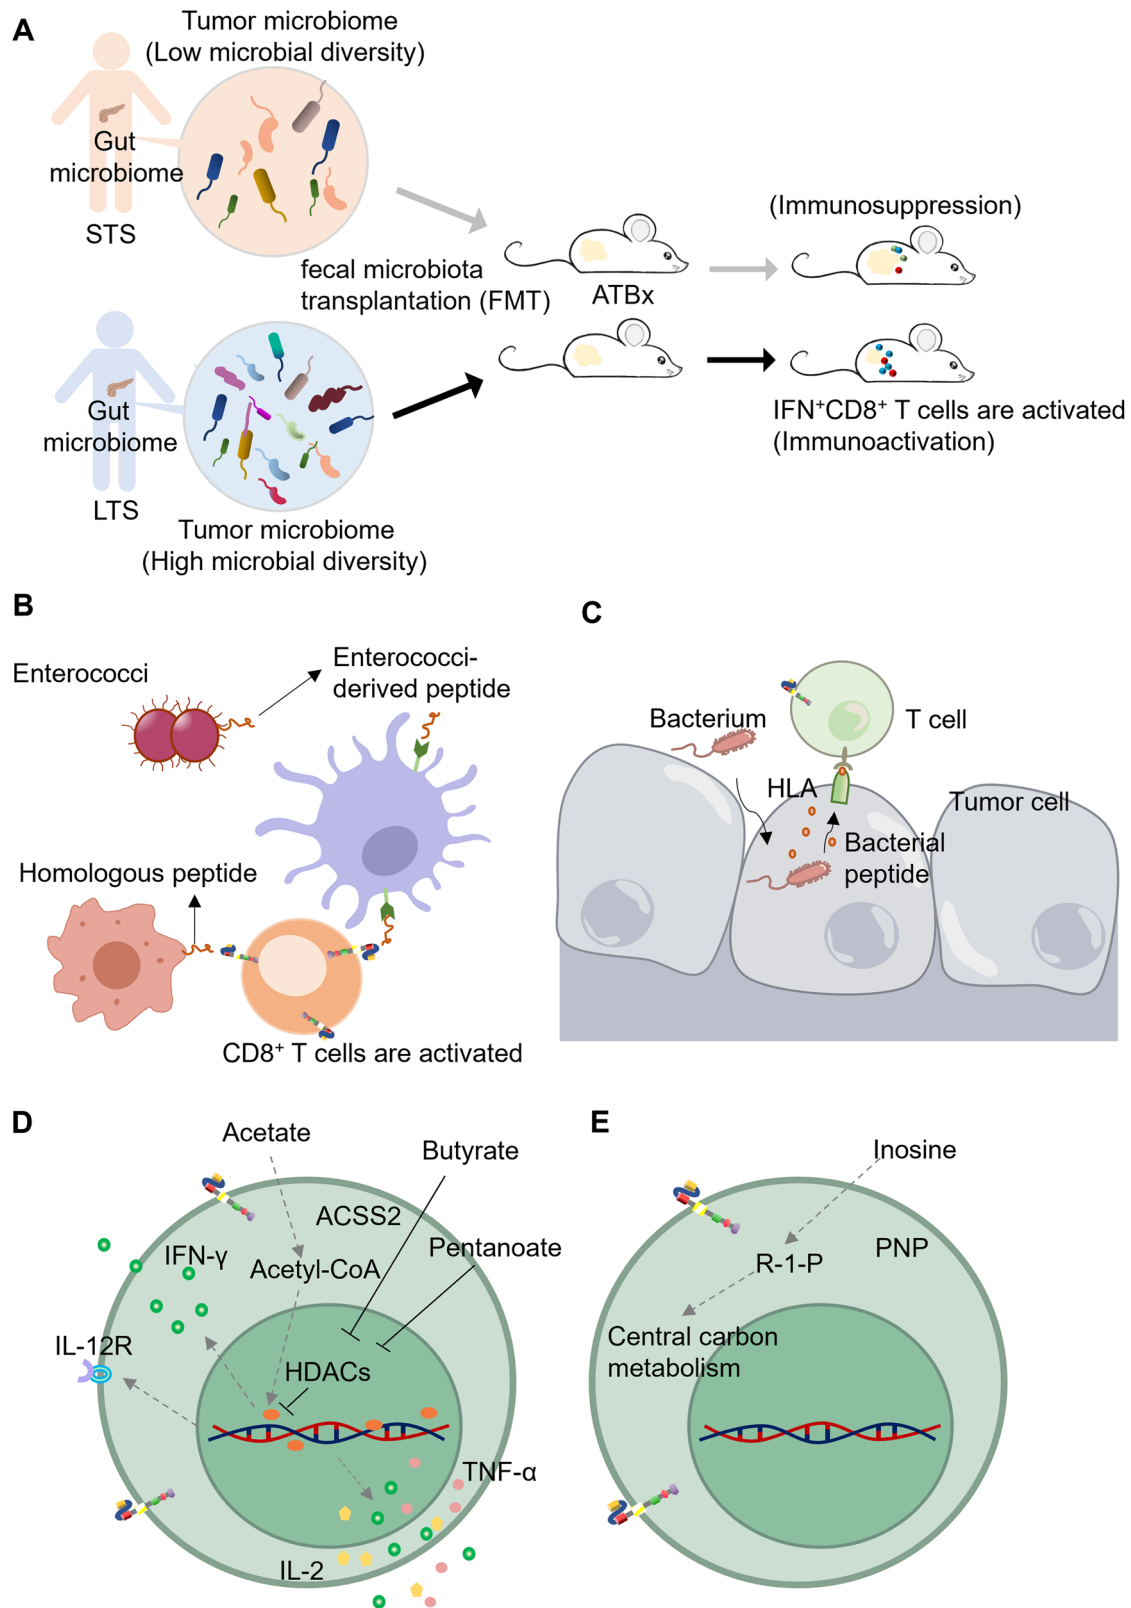 A
Tumor microbiome
(Low microbial diversity)
Gut
microbiome
STS
(Immunosuppression)
fecal microbiota
transplantation (FMT)
ATBx
Gut
microbiome
LTS
IFN⁺CD8⁺ T cells are activated
(Immunoactivation)
Tumor microbiome
(High microbial diversity)
B
Enterococci
Enterococci-
derived peptide
Homologous peptide
CD8⁺ T cells are activated
C
Bacterium
T cell
HLA
Tumor cell
Bacterial
peptide
D
Acetate
Butyrate
ACSS2
IFN-γ
Pentanoate
Acetyl-CoA
IL-12R
HDACs
TNF-α
IL-2
E
Inosine
PNP
R-1-P
Central carbon
metabolism